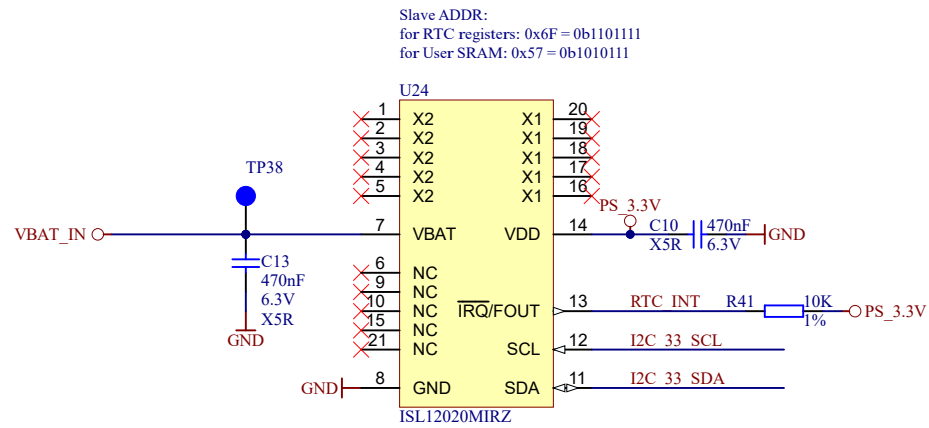 Slave ADDR:
for RTC registers: 0x6F = 0b1101111
for User SRAM: 0x57 = 0b1010111
U24
1 X2 X1 20
2 X2 X1 19
3 X2 X1 18
4 X2 X1 17
5 X2 X1 16
TP38
PS_3.3V
VBAT_IN 7 VBAT VDD 14 C10 470nF GND
X5R 6.3V
C13
470nF
6.3V
X5R
GND
6 NC
9 NC
10 NC IRQ/FOUT 13 RTC_INT R41 10K PS_3.3V
1%
15 NC
21 NC SCL 12 I2C_33_SCL
GND 8 GND SDA 11 I2C_33_SDA
ISL12020MIRZ